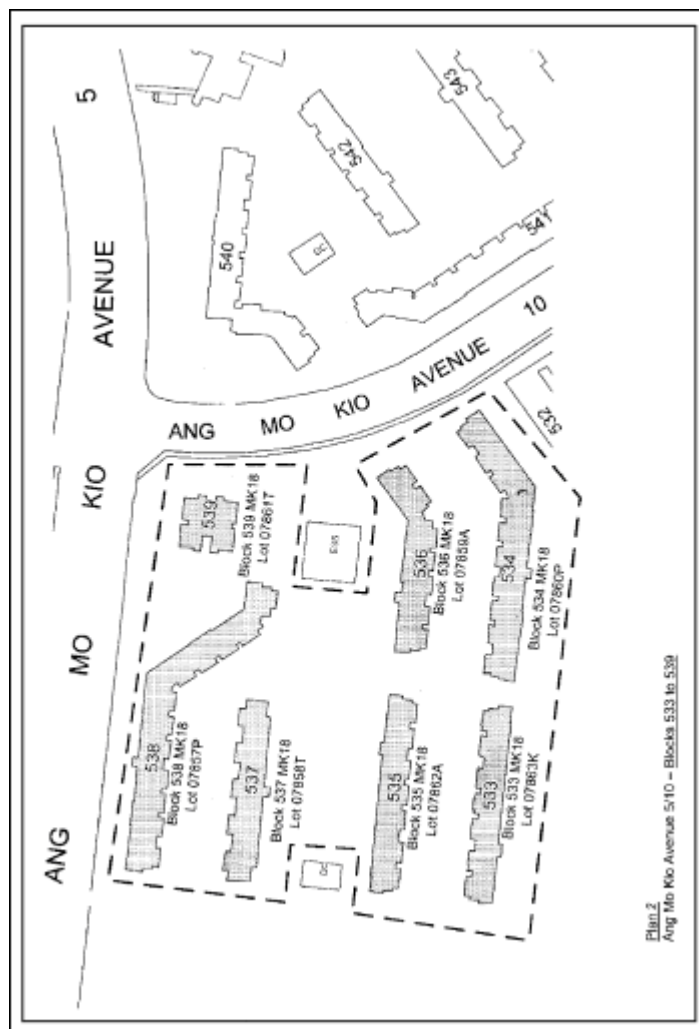 ANG MO KIO AVENUE 5
ANG MO KIO AVENUE 10
540
542
543
541
532
539
Block 539 MK18
Lot 07861T
538
Block 538 MK18
Lot 07857P
537
Block 537 MK18
Lot 07858T
536
Block 536 MK18
Lot 07859A
534
Block 534 MK18
Lot 07860P
535
Block 535 MK18
Lot 07862A
533
Block 533 MK18
Lot 07863K
Plan 2
Ang Mo Kio Avenue 5/10 – Blocks 533 to 539